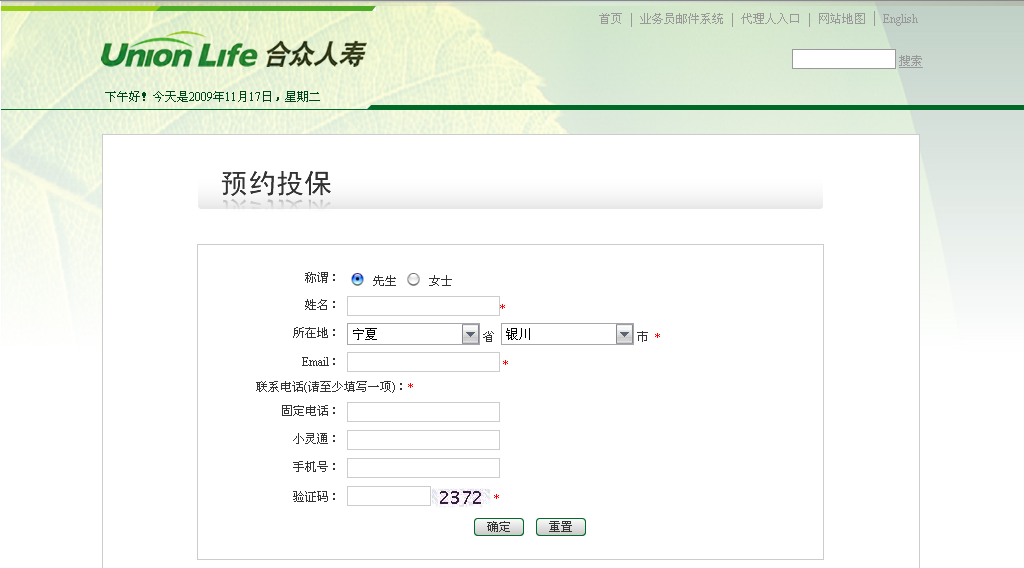 首页 | 业务员邮件系统 | 代理人入口 | 网站地图 | English
Union Life 合众人寿
搜索
下午好！今天是2009年11月17日，星期二
预约投保
称谓： 先生 女士
姓名： *
所在地： 宁夏 省 银川 市 *
Email： *
联系电话(请至少填写一项)：*
固定电话：
小灵通：
手机号：
验证码： 2372 *
确定 重置